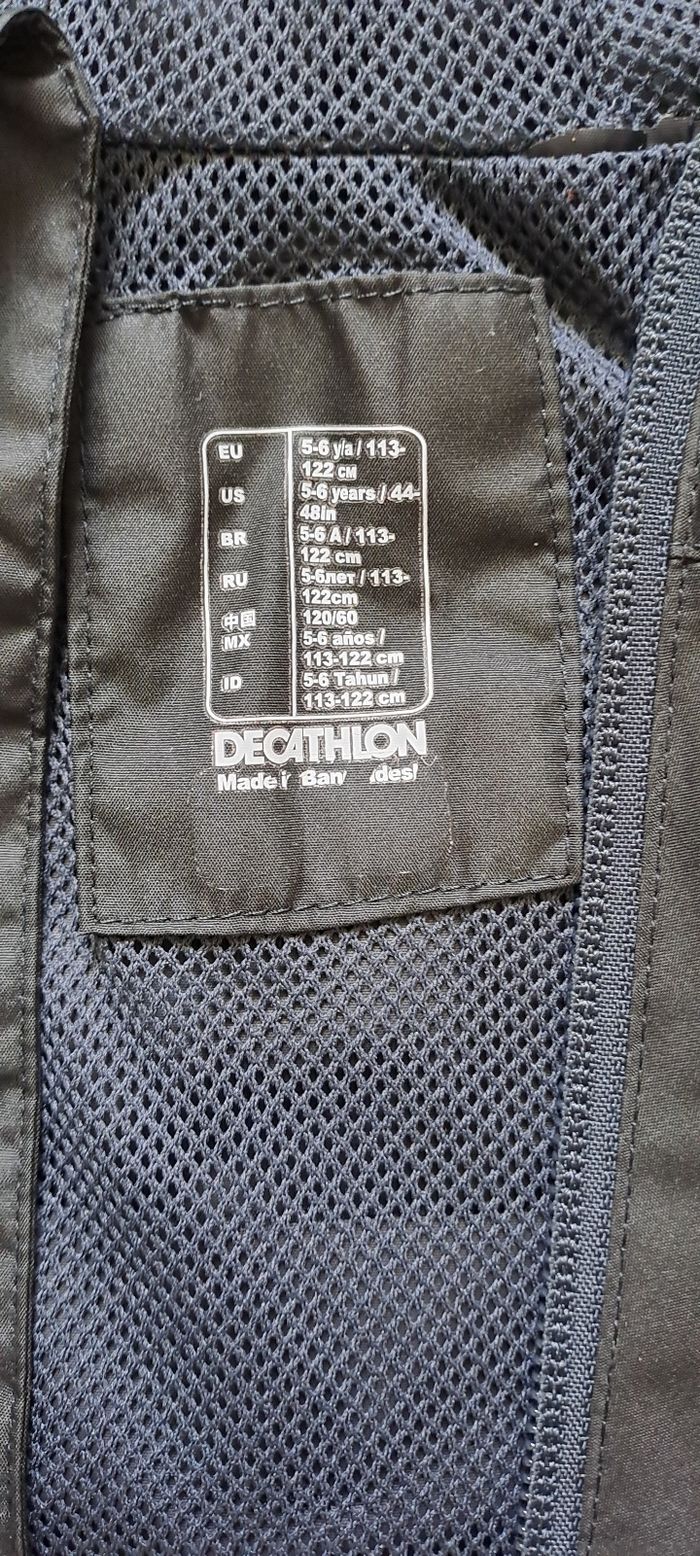 EU 5-6 y/a / 113-
122 CM
US 5-6 years / 44-
48in
BR 5-6 A / 113-
122 cm
RU 5-6лет / 113-
122cm
中国 120/60
MX 5-6 años /
113-122 cm
ID 5-6 Tahun /
113-122 cm
DECATHLON
Made